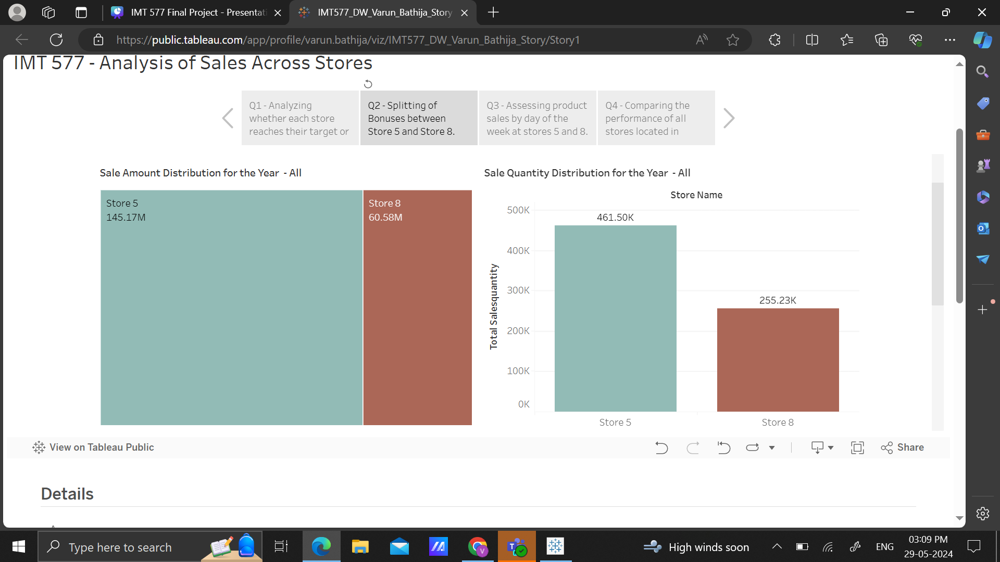 IMT 577 Final Project - Presentati
IMT577_DW_Varun_Bathija_Story
https://public.tableau.com/app/profile/varun.bathija/viz/IMT577_DW_Varun_Bathija_Story/Story1
IMT 577 - Analysis of Sales Across Stores
Q1 - Analyzing
whether each store
reaches their target or
Q2 - Splitting of
Bonuses between
Store 5 and Store 8.
Q3 - Assessing product
sales by day of the
week at stores 5 and 8.
Q4 - Comparing the
performance of all
stores located in
Sale Amount Distribution for the Year - All
Store 5
145.17M
Store 8
60.58M
Sale Quantity Distribution for the Year - All
Store Name
Total Salesquantity
500K
400K
300K
200K
100K
0K
461.50K
255.23K
Store 5
Store 8
View on Tableau Public
Share
Details
Type here to search
High winds soon
ENG
03:09 PM
29-05-2024